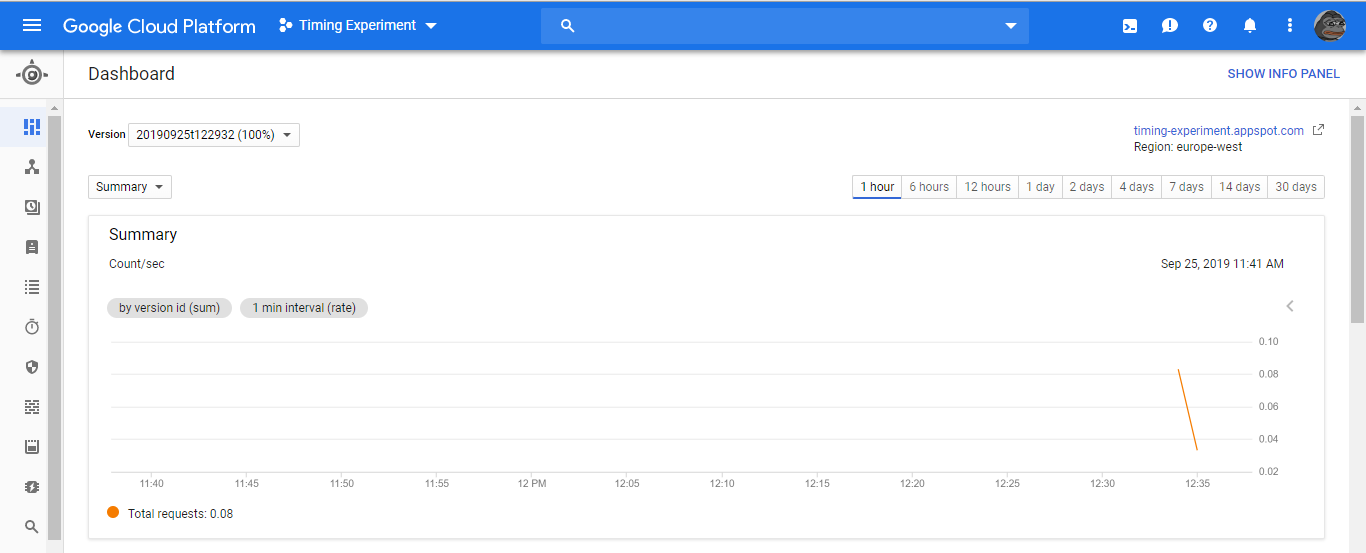 Google Cloud Platform Timing Experiment
Dashboard SHOW INFO PANEL
Version 20190925t122932 (100%) timing-experiment.appspot.com
Region: europe-west
Summary 1 hour 6 hours 12 hours 1 day 2 days 4 days 7 days 14 days 30 days
Summary
Count/sec Sep 25, 2019 11:41 AM
by version id (sum) 1 min interval (rate)
0.10
0.08
0.06
0.04
0.02
11:40 11:45 11:50 11:55 12 PM 12:05 12:10 12:15 12:20 12:25 12:30 12:35
Total requests: 0.08